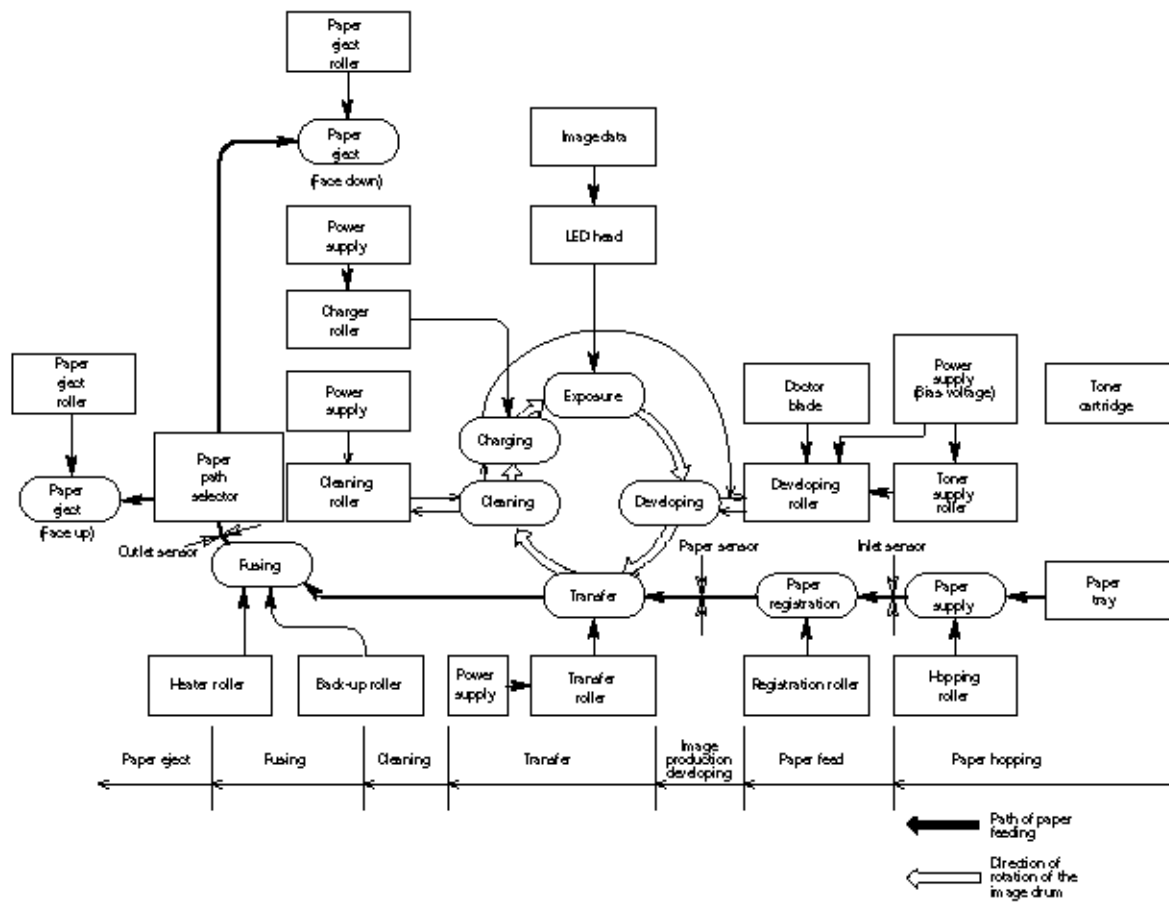 Paper
eject
roller
Paper
eject
(Face down)
Image data
LED head
Power
supply
Charger
roller
Paper
eject
roller
Power
supply
Exposure
Doctor
blade
Power
supply
(Bias voltage)
Toner
cartridge
Charging
Paper
path
selector
Cleaning
roller
Cleaning
Developing
Developing
roller
Toner
supply
roller
Paper
eject
(Face up)
Outlet sensor
Fusing
Paper sensor
Inlet sensor
Transfer
Paper
registration
Paper
supply
Paper
tray
Heater roller
Back-up roller
Power
supply
Transfer
roller
Registration roller
Hopping
roller
Paper eject
Fusing
Cleaning
Transfer
Image
production
developing
Paper feed
Paper hopping
Path of paper
feeding
Direction of
rotation of the
image drum